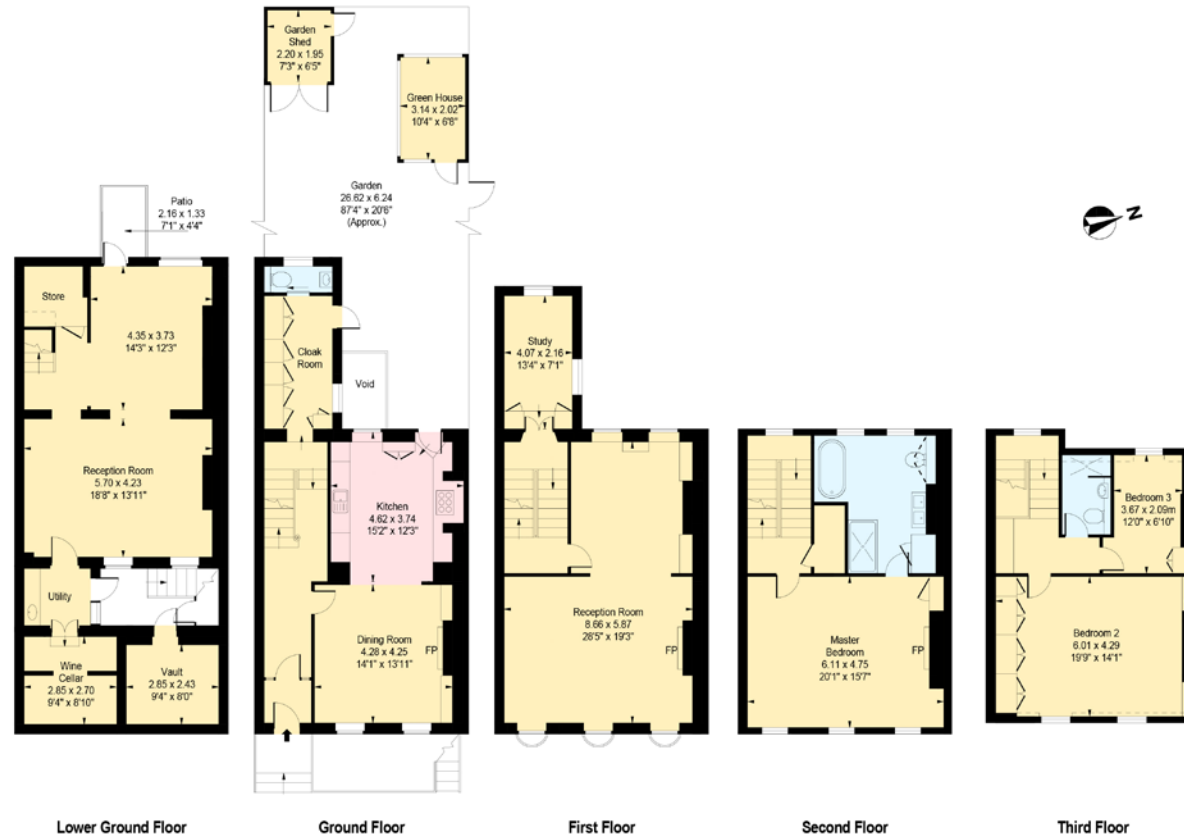 Garden
Shed
2.20 x 1.95
7'3" x 6'5"
Green House
3.14 x 2.02
10'4" x 6'8"
Garden
26.62 x 6.24
87'4" x 20'6"
(Approx.)
Patio
2.16 x 1.33
7'1" x 4'4"
N
Store
4.35 x 3.73
14'3" x 12'3"
Reception Room
5.70 x 4.23
18'8" x 13'11"
Utility
Wine
Cellar
2.85 x 2.70
9'4" x 8'10"
Vault
2.85 x 2.43
9'4" x 8'0"
Cloak
Room
Void
Kitchen
4.62 x 3.74
15'2" x 12'3"
Dining Room
4.28 x 4.25
14'1" x 13'11"
FP
Study
4.07 x 2.16
13'4" x 7'1"
Reception Room
8.66 x 5.87
28'5" x 19'3"
FP
Master
Bedroom
6.11 x 4.75
20'1" x 15'7"
FP
Bedroom 3
3.67 x 2.09m
12'0" x 6'10"
Bedroom 2
6.01 x 4.29
19'9" x 14'1"
Lower Ground Floor
Ground Floor
First Floor
Second Floor
Third Floor